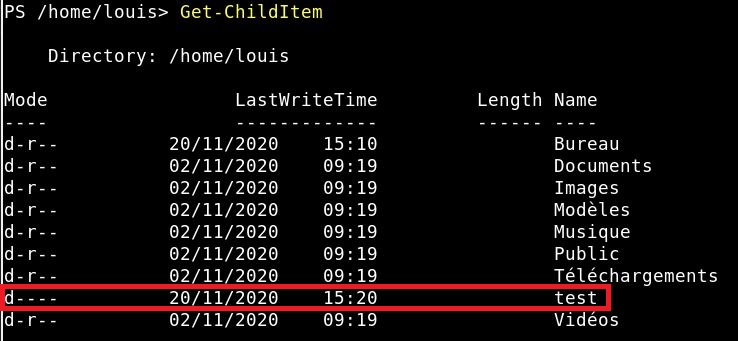 PS /home/louis> Get-ChildItem
Directory: /home/louis
Mode LastWriteTime Length Name
---- ------------- ------ ----
d-r-- 20/11/2020 15:10 Bureau
d-r-- 02/11/2020 09:19 Documents
d-r-- 02/11/2020 09:19 Images
d-r-- 02/11/2020 09:19 Modèles
d-r-- 02/11/2020 09:19 Musique
d-r-- 02/11/2020 09:19 Public
d-r-- 02/11/2020 09:19 Téléchargements
d---- 20/11/2020 15:20 test
d-r-- 02/11/2020 09:19 Vidéos